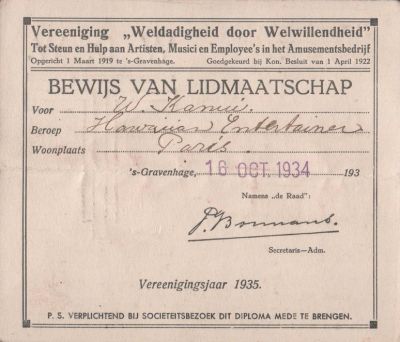 Vereeniging „Weldadigheid door Welwillendheid"
Tot Steun en Hulp aan Artisten, Musici en Employee's in het Amusementsbedrijf
Opgericht 1 Maart 1919 te 's-Gravenhage. Goedgekeurd bij Kon. Besluit van 1 April 1922
BEWIJS VAN LIDMAATSCHAP
Voor W. Kanui.
Beroep Hawaiian Entertainer
Woonplaats Paris.
's-Gravenhage, 16 OCT. 1934 193
Namens „de Raad":
Secretaris-Adm.
Vereenigingsjaar 1935.
P. S. VERPLICHTEND BIJ SOCIETEITSBEZOEK DIT DIPLOMA MEDE TE BRENGEN.